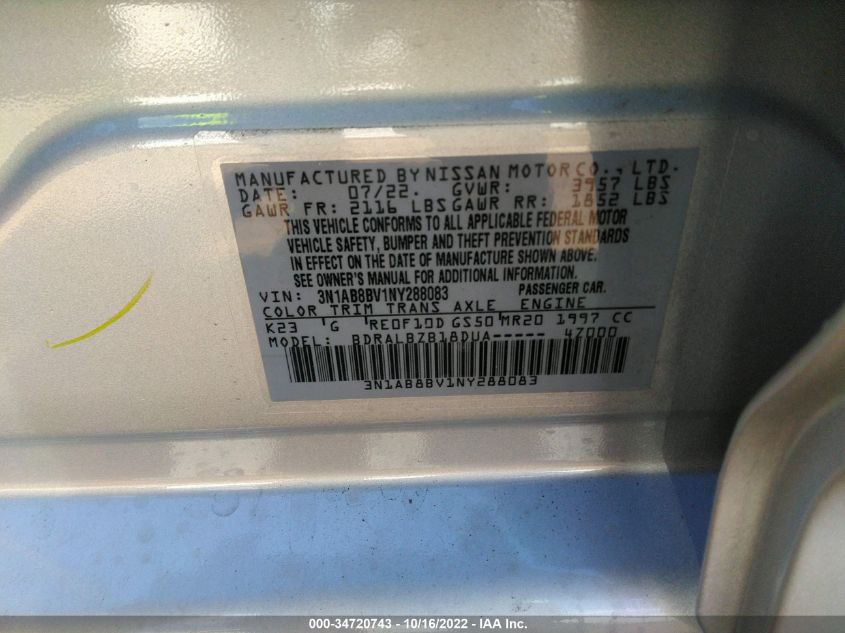 MANUFACTURED BY NISSAN MOTOR CO., LTD.
DATE: 07/22. GVWR: 3957 LBS
GAWR FR: 2116 LBS GAWR RR: 1852 LBS
THIS VEHICLE CONFORMS TO ALL APPLICABLE FEDERAL MOTOR
VEHICLE SAFETY, BUMPER AND THEFT PREVENTION STANDARDS
IN EFFECT ON THE DATE OF MANUFACTURE SHOWN ABOVE.
SEE OWNER'S MANUAL FOR ADDITIONAL INFORMATION.
VIN: 3N1AB8BV1NY288083 PASSENGER CAR.
COLOR TRIM TRANS AXLE ENGINE
K23 G RE0F10D GS50 MR20 1997 CC
MODEL: BDRALBZB18DUA----- 4Z000
3N1AB8BV1NY288083
000-34720743 - 10/16/2022 - IAA Inc.